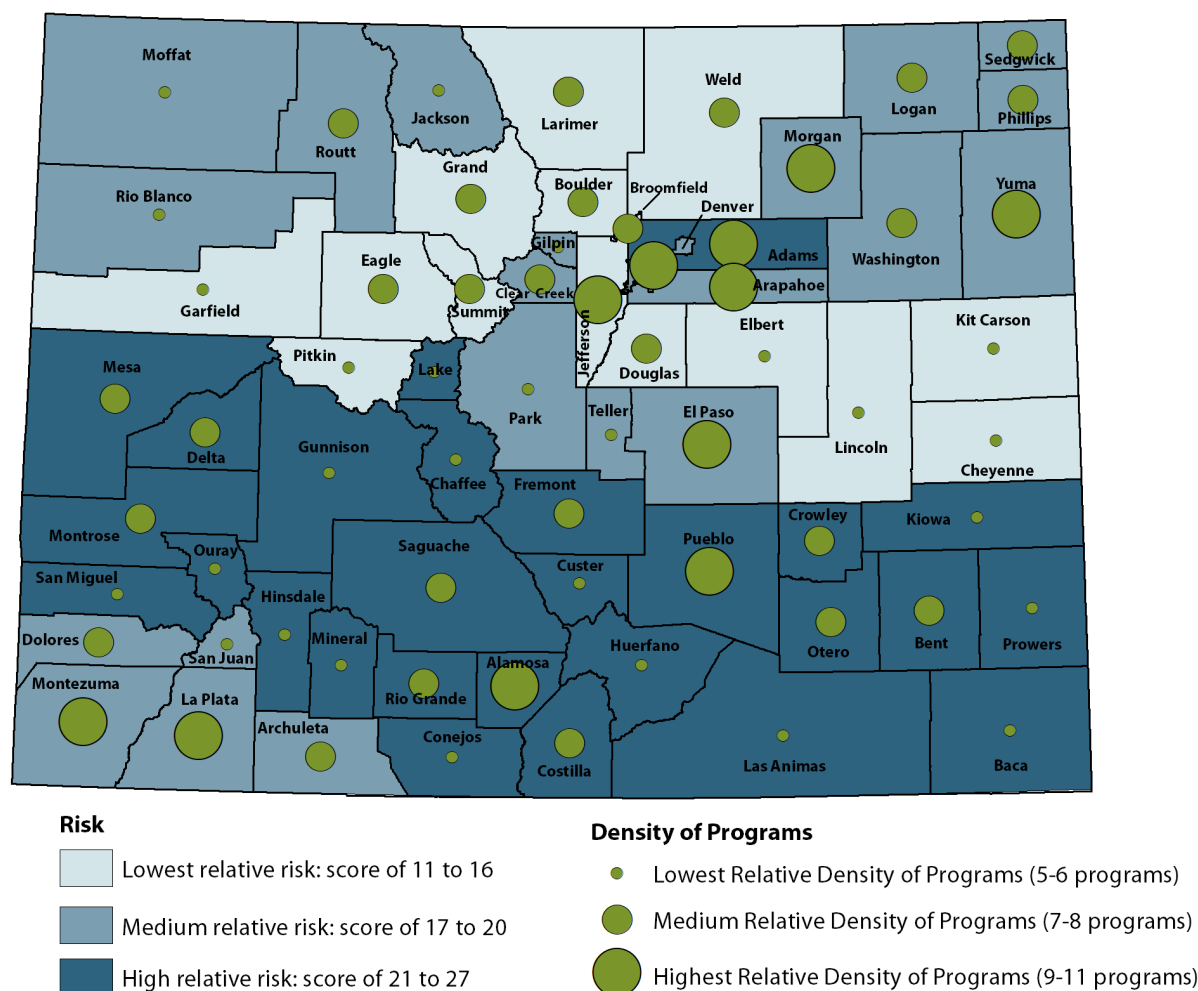 Moffat
Jackson
Routt
Larimer
Weld
Logan
Sedgwick
Phillips
Morgan
Grand
Boulder
Broomfield
Denver
Yuma
Rio Blanco
Gilpin
Adams
Washington
Eagle
Clear Creek
Arapahoe
Garfield
Summit
Jefferson
Elbert
Kit Carson
Pitkin
Mesa
Lake
Douglas
Park
Teller
El Paso
Lincoln
Cheyenne
Delta
Gunnison
Chaffee
Fremont
Crowley
Kiowa
Montrose
Ouray
Saguache
Pueblo
San Miguel
Hinsdale
Custer
Dolores
San Juan
Mineral
Huerfano
Otero
Bent
Prowers
Montezuma
La Plata
Rio Grande
Alamosa
Archuleta
Conejos
Costilla
Las Animas
Baca
Risk
Lowest relative risk: score of 11 to 16
Medium relative risk: score of 17 to 20
High relative risk: score of 21 to 27
Density of Programs
Lowest Relative Density of Programs (5-6 programs)
Medium Relative Density of Programs (7-8 programs)
Highest Relative Density of Programs (9-11 programs)